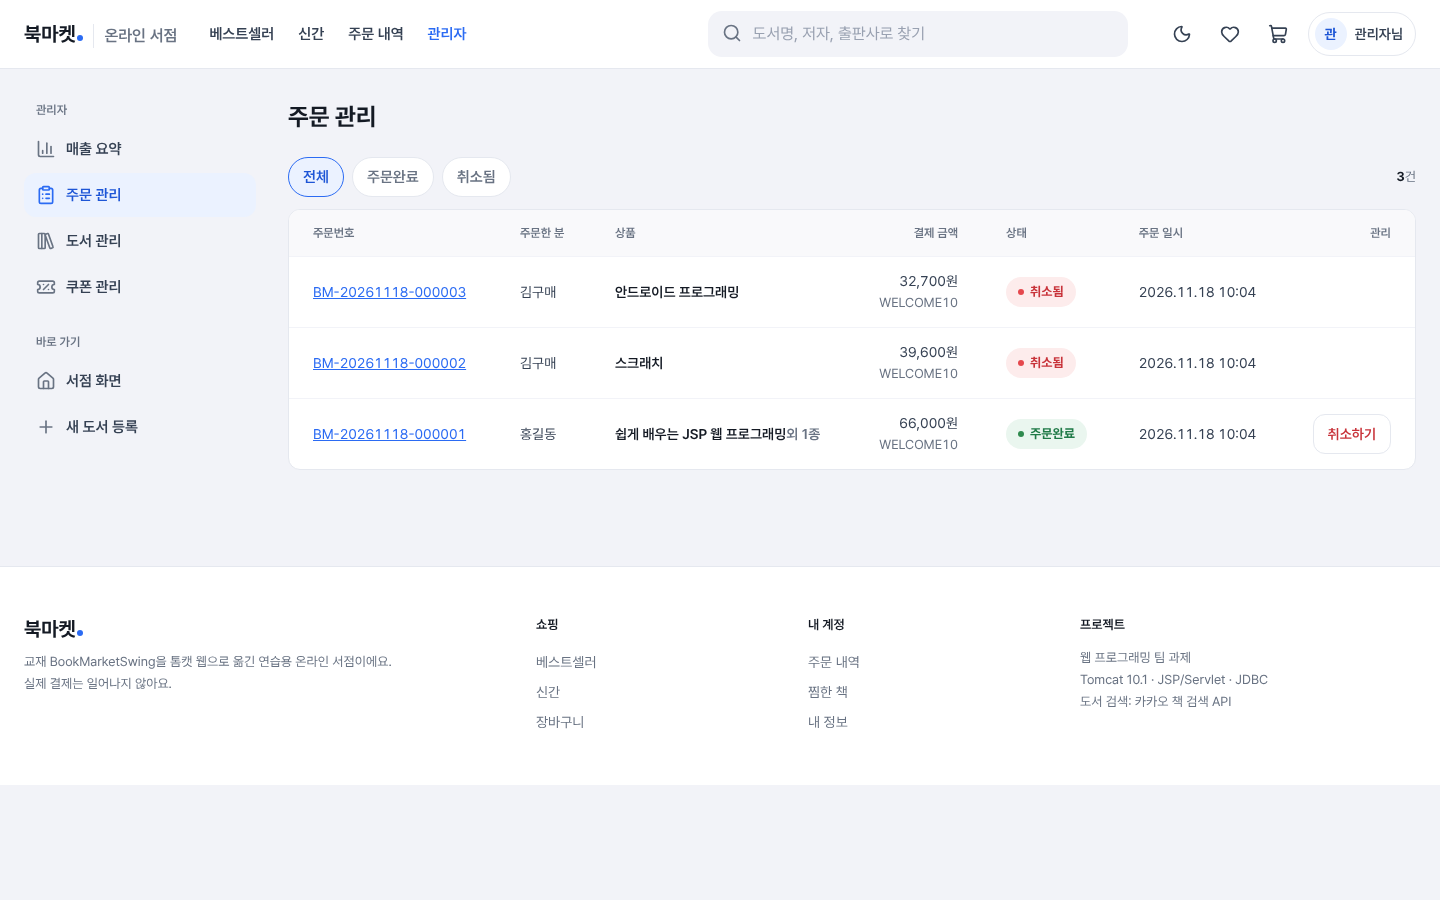 북마켓 온라인 서점 베스트셀러 신간 주문 내역 관리자 도서명, 저자, 출판사로 찾기 관 관리자님
관리자
매출 요약
주문 관리
도서 관리
쿠폰 관리
바로 가기
서점 화면
새 도서 등록
주문 관리
전체 주문완료 취소됨 3건
주문번호 주문한 분 상품 결제 금액 상태 주문 일시 관리
BM-20261118-000003 김구매 안드로이드 프로그래밍 32,700원 WELCOME10 취소됨 2026.11.18 10:04
BM-20261118-000002 김구매 스크래치 39,600원 WELCOME10 취소됨 2026.11.18 10:04
BM-20261118-000001 홍길동 쉽게 배우는 JSP 웹 프로그래밍외 1종 66,000원 WELCOME10 주문완료 2026.11.18 10:04 취소하기
북마켓
교재 BookMarketSwing을 톰캣 웹으로 옮긴 연습용 온라인 서점이에요.
실제 결제는 일어나지 않아요.
쇼핑
베스트셀러
신간
장바구니
내 계정
주문 내역
찜한 책
내 정보
프로젝트
웹 프로그래밍 팀 과제
Tomcat 10.1 · JSP/Servlet · JDBC
도서 검색: 카카오 책 검색 API